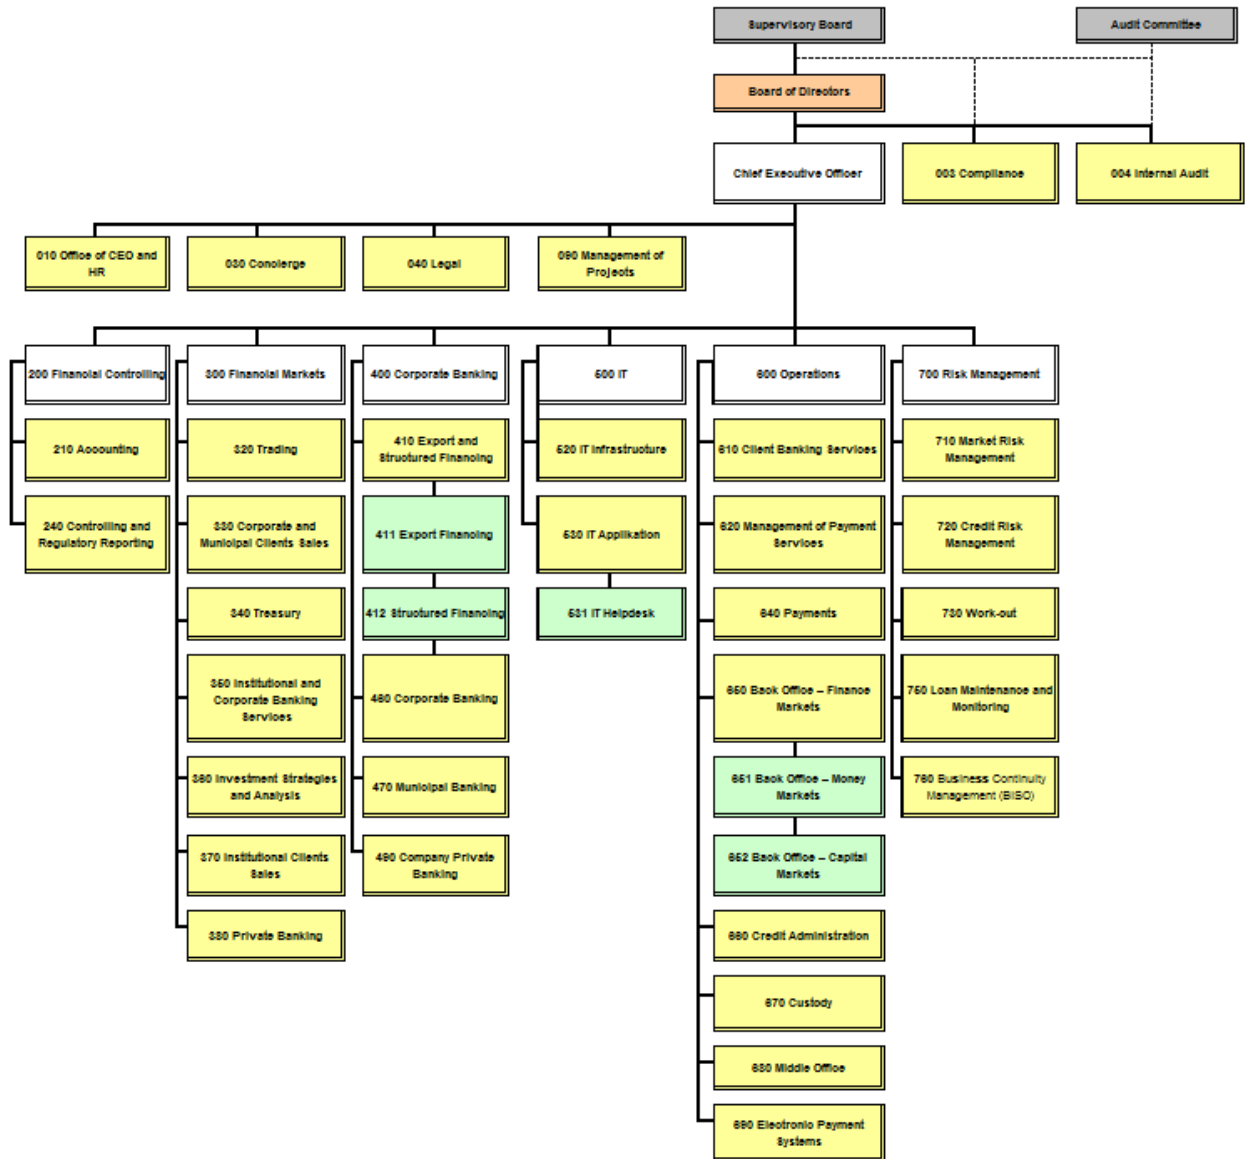 Supervisory Board
Audit Committee
Board of Directors
Chief Executive Officer
003 Compliance
004 Internal Audit
010 Office of CEO and
HR
030 Concierge
040 Legal
090 Management of
Projects
200 Financial Controlling
300 Financial Markets
400 Corporate Banking
500 IT
600 Operations
700 Risk Management
210 Accounting
320 Trading
410 Export and
Structured Financing
520 IT Infrastructure
610 Client Banking Services
710 Market Risk
Management
240 Controlling and
Regulatory Reporting
330 Corporate and
Municipal Clients Sales
411 Export Financing
530 IT Applikation
620 Management of Payment
Services
720 Credit Risk
Management
340 Treasury
412 Structured Financing
531 IT Helpdesk
640 Payments
730 Work-out
350 Institutional and
Corporate Banking
Services
460 Corporate Banking
650 Back Office – Finance
Markets
750 Loan Maintenance and
Monitoring
360 Investment Strategies
and Analysis
470 Municipal Banking
651 Back Office – Money
Markets
760 Business Continuity
Management (BISO)
370 Institutional Clients
Sales
490 Company Private
Banking
652 Back Office – Capital
Markets
380 Private Banking
660 Credit Administration
670 Custody
680 Middle Office
690 Electronic Payment
Systems